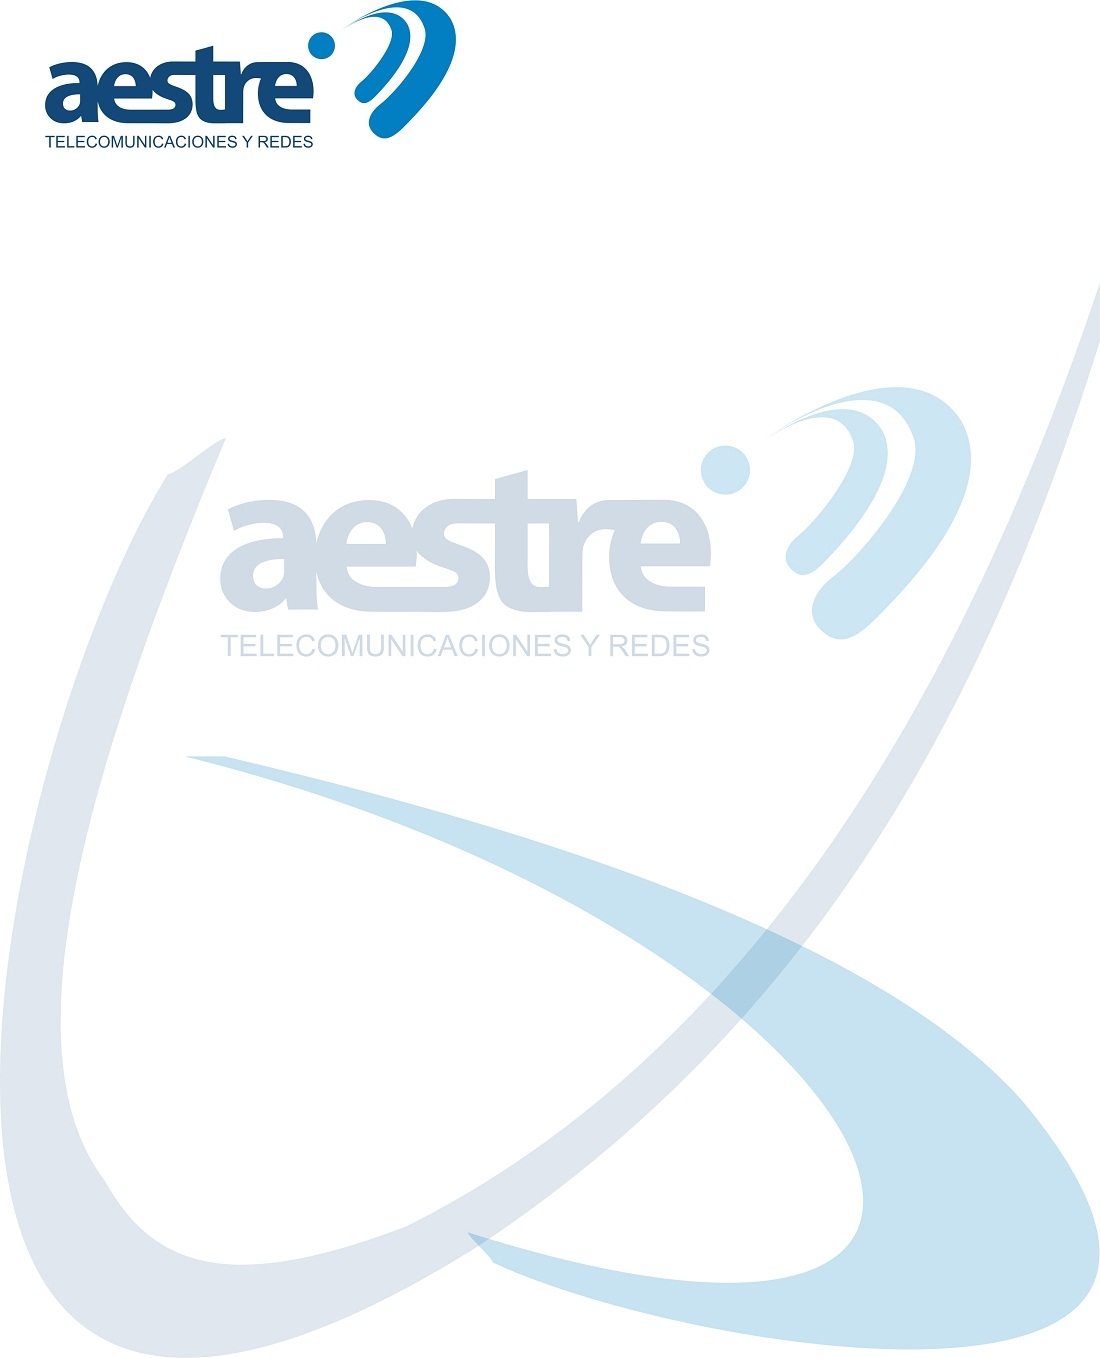 aestre
TELECOMUNICACIONES Y REDES
aestre
TELECOMUNICACIONES Y REDES